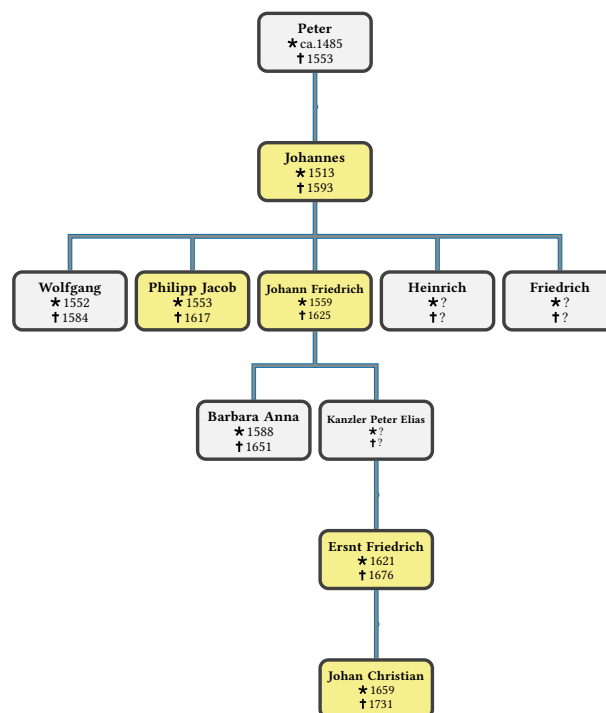 Peter
* ca.1485
† 1553
Johannes
* 1513
† 1593
Wolfgang
* 1552
† 1584
Philipp Jacob
* 1553
† 1617
Johann Friedrich
* 1559
† 1625
Heinrich
* ?
† ?
Friedrich
* ?
† ?
Barbara Anna
* 1588
† 1651
Kanzler Peter Elias
* ?
† ?
Ersnt Friedrich
* 1621
† 1676
Johan Christian
* 1659
† 1731